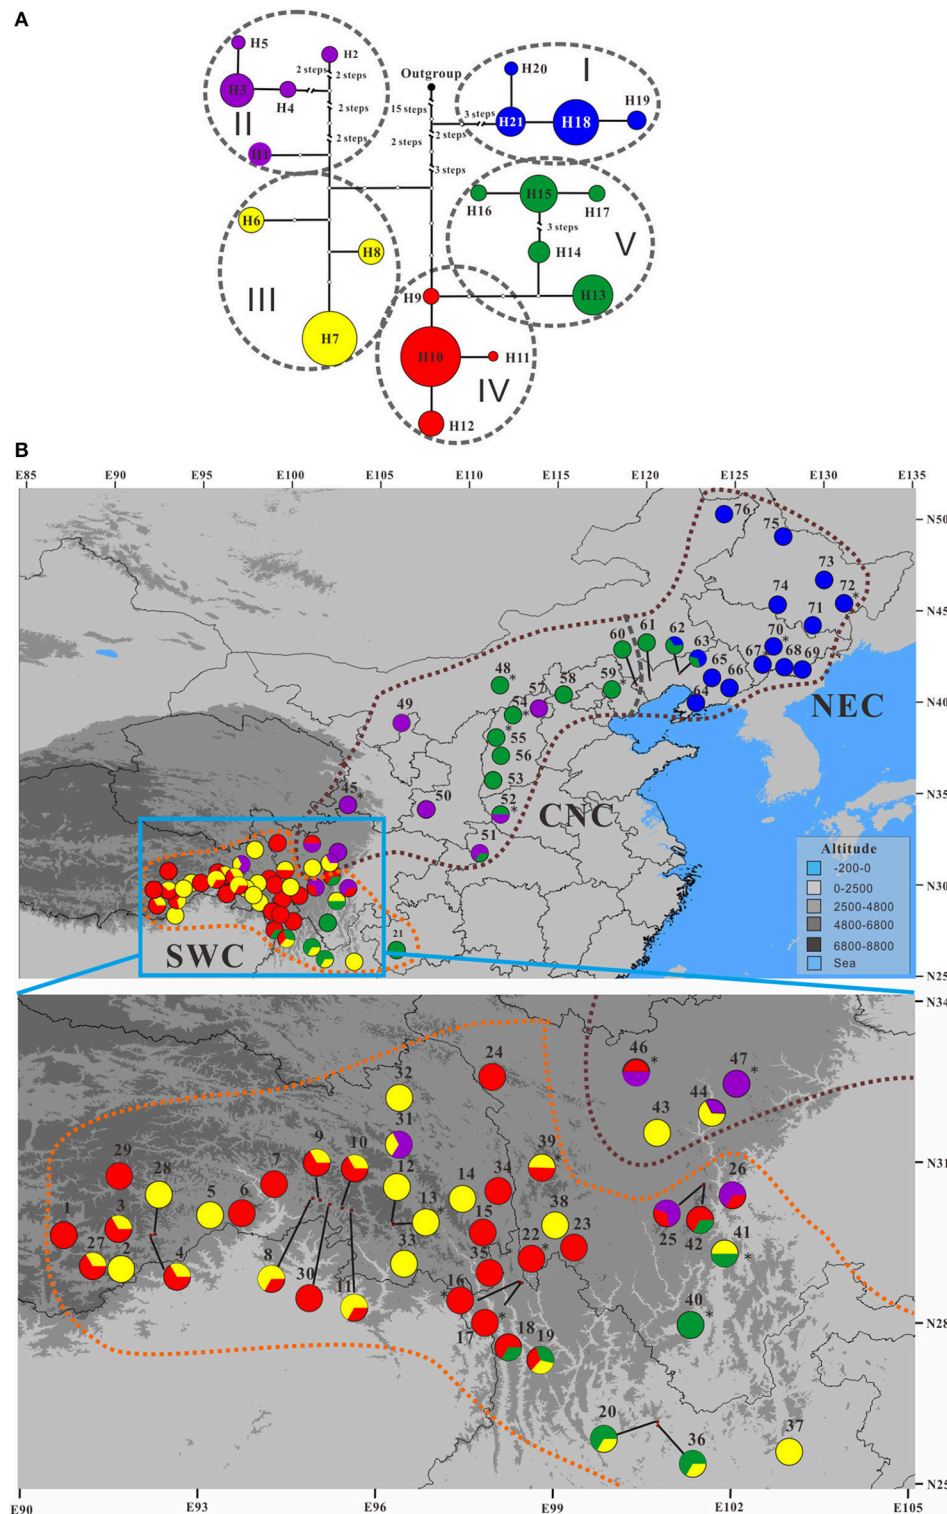 A
H5
H2
2 steps
2 steps
Outgroup
H20
I
H3
H4
2 steps
15 steps
3 steps
H21
H18
H19
II
2 steps
2 steps
2 steps
H1
3 steps
H16
H15
H17
H6
3 steps
V
H8
H14
III
H9
H13
H7
H10
H11
IV
H12
B
E85 E90 E95 E100 E105 E110 E115 E120 E125 E130 E135
N50
N45
N40
N35
N30
N25
76
75
73
74
72*
71
70*
67 68 69
60 61 62 63*
65
66
64
48*
58
59*
57
54*
49
*
55
56
53
52*
45*
50
51
21
NEC
CNC
SWC
Altitude
-200-0
0-2500
2500-4800
4800-6800
6800-8800
Sea
N34
N31
N28
N25
46*
47*
24
32
44
43
31
9 10
39*
29
28
7
12
34
26
14
13*
38
5 6
1
3
15
23
25
42
41*
22*
27 2
4
33
35
8
30
11
16*
40*
17*
18 19
20
36
37
E90 E93 E96 E99 E102 E105